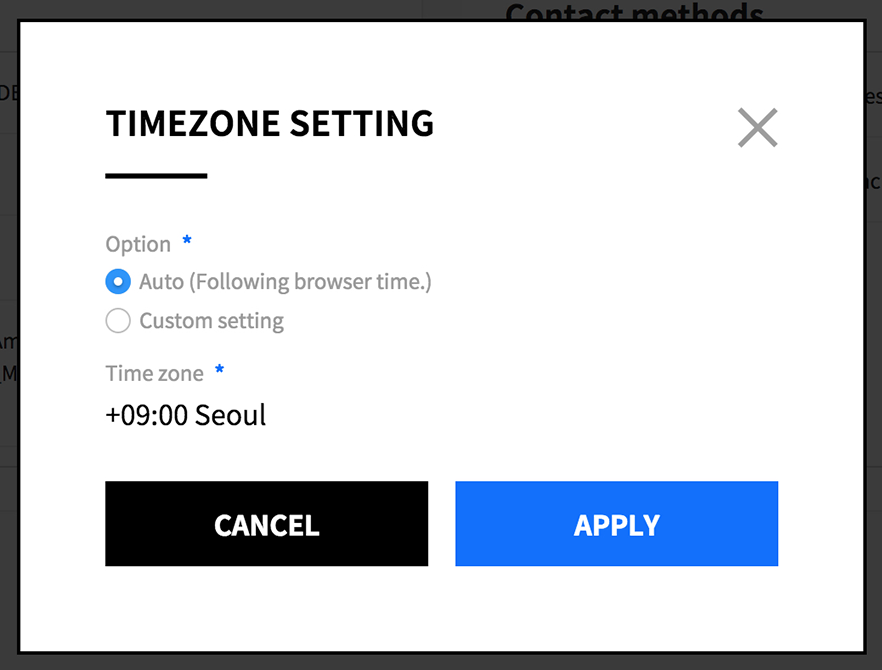 Contact methods
TIMEZONE SETTING
Option *
Auto (Following browser time.)
Custom setting
Time zone *
+09:00 Seoul
CANCEL
APPLY